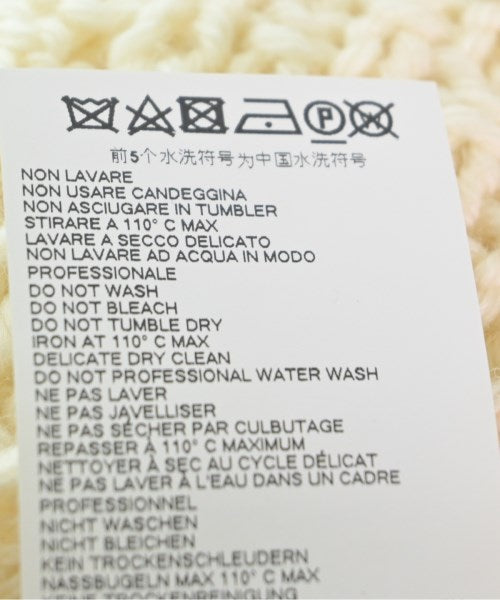 P
前5个水洗符号为中国水洗符号
NON LAVARE
NON USARE CANDEGGINA
NON ASCIUGARE IN TUMBLER
STIRARE A 110° C MAX
LAVARE A SECCO DELICATO
NON LAVARE AD ACQUA IN MODO
PROFESSIONALE
DO NOT WASH
DO NOT BLEACH
DO NOT TUMBLE DRY
IRON AT 110° C MAX
DELICATE DRY CLEAN
DO NOT PROFESSIONAL WATER WASH
NE PAS LAVER
NE PAS JAVELLISER
NE PAS SÉCHER PAR CULBUTAGE
REPASSER À 110° C MAXIMUM
NETTOYER À SEC AU CYCLE DÉLICAT
NE PAS LAVER À L'EAU DANS UN CADRE
PROFESSIONNEL
NICHT WASCHEN
NICHT BLEICHEN
KEIN TROCKENSCHLEUDERN
NASSBUGELN MAX 110° C MAX
KEINE TROCKENREINIGUNG